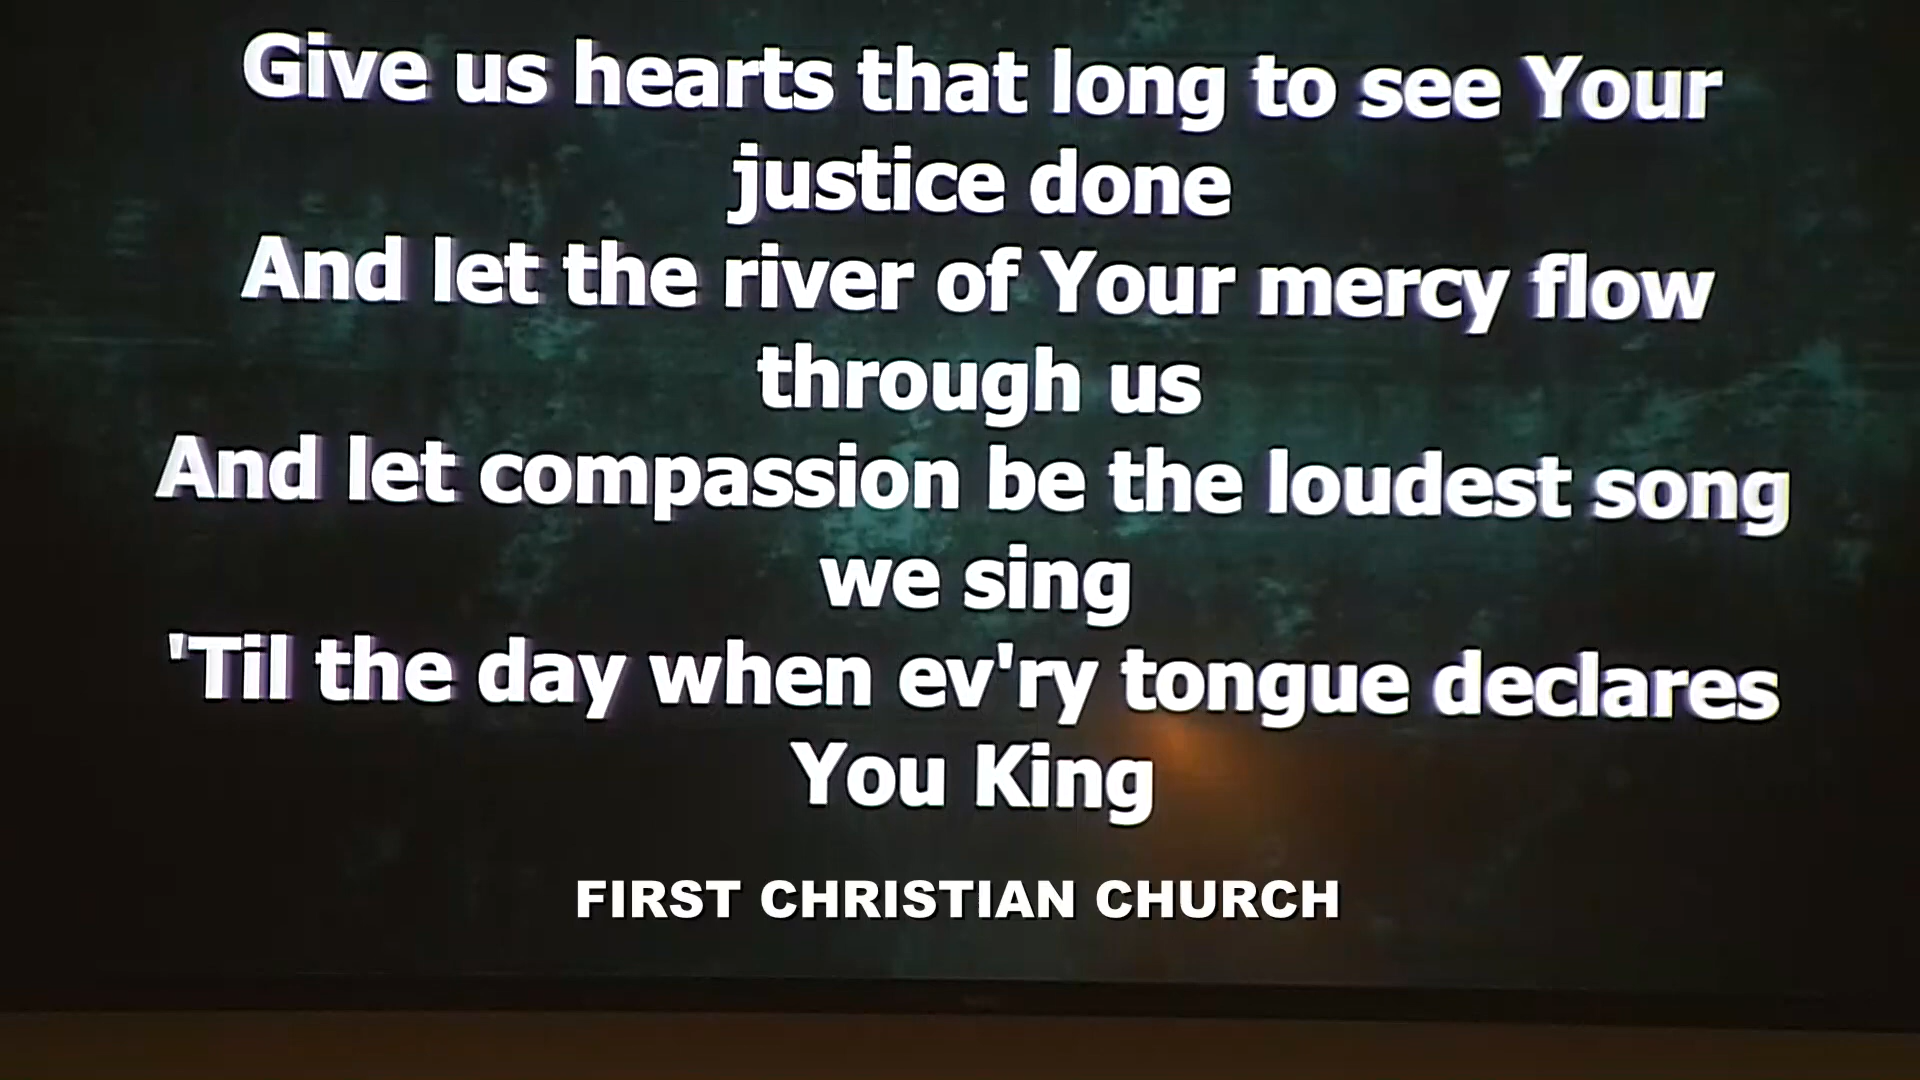 Give us hearts that long to see Your
justice done
And let the river of Your mercy flow
through us
And let compassion be the loudest song
we sing
'Til the day when ev'ry tongue declares
You King
FIRST CHRISTIAN CHURCH